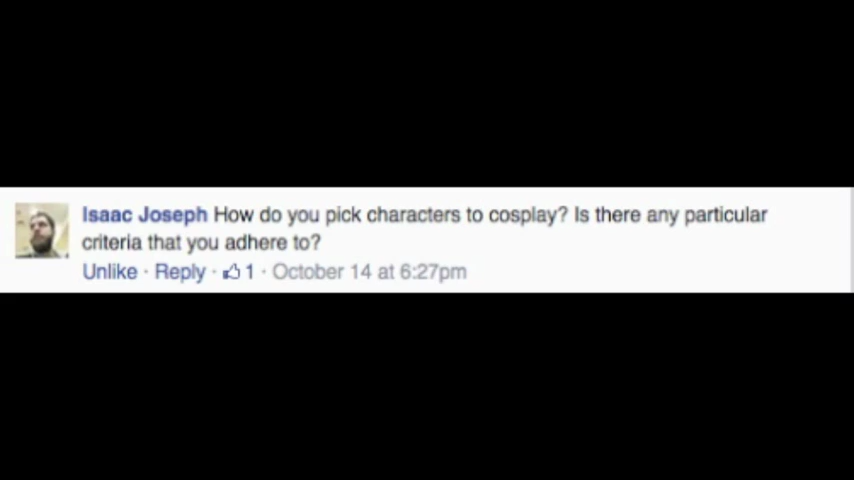 Isaac Joseph How do you pick characters to cosplay? Is there any particular
criteria that you adhere to?
Unlike · Reply · 1 · October 14 at 6:27pm